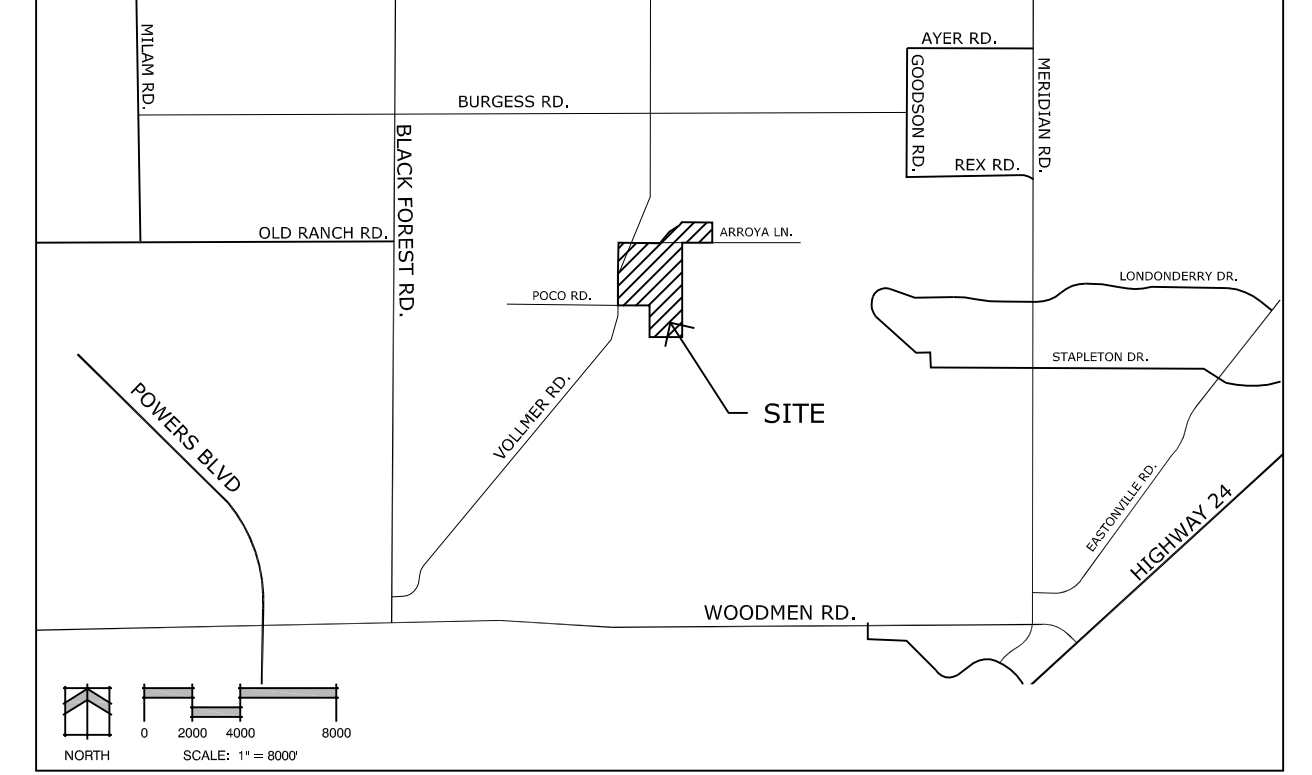 MILAM RD.
AYER RD.
GOODSON RD.
MERIDIAN RD.
BURGESS RD.
BLACK FOREST RD.
REX RD.
OLD RANCH RD.
ARROYA LN.
LONDONDERRY DR.
POCO RD.
STAPLETON DR.
POWERS BLVD
VOLLMER RD.
SITE
EASTONVILLE RD.
HIGHWAY 24
WOODMEN RD.
0 2000 4000 8000
NORTH
SCALE: 1" = 8000'